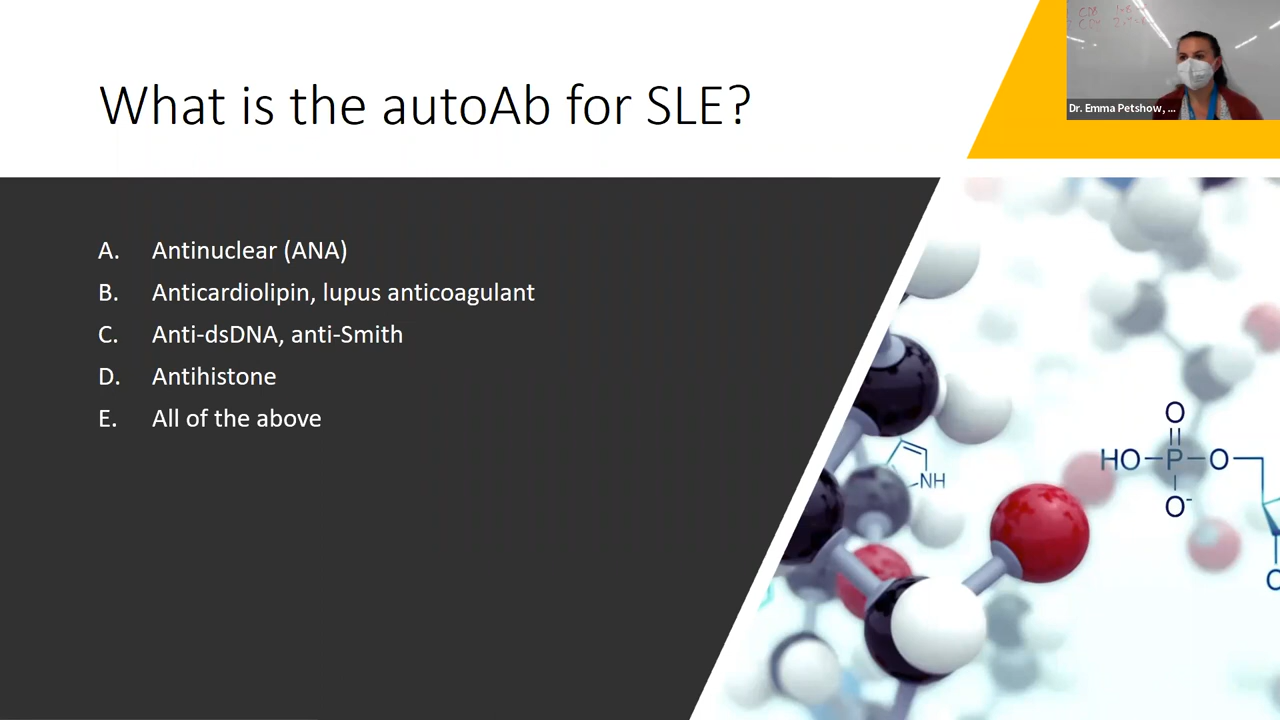 What is the autoAb for SLE?
Dr. Emma Petshow, ...
A. Antinuclear (ANA)
B. Anticardiolipin, lupus anticoagulant
C. Anti-dsDNA, anti-Smith
D. Antihistone
E. All of the above
O
HO P O
O-
NH